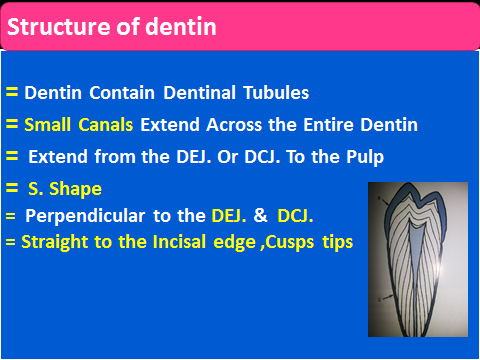 Structure of dentin
= Dentin Contain Dentinal Tubules
= Small Canals Extend Across the Entire Dentin
= Extend from the DEJ. Or DCJ. To the Pulp
= S. Shape
= Perpendicular to the DEJ. & DCJ.
= Straight to the Incisal edge ,Cusps tips